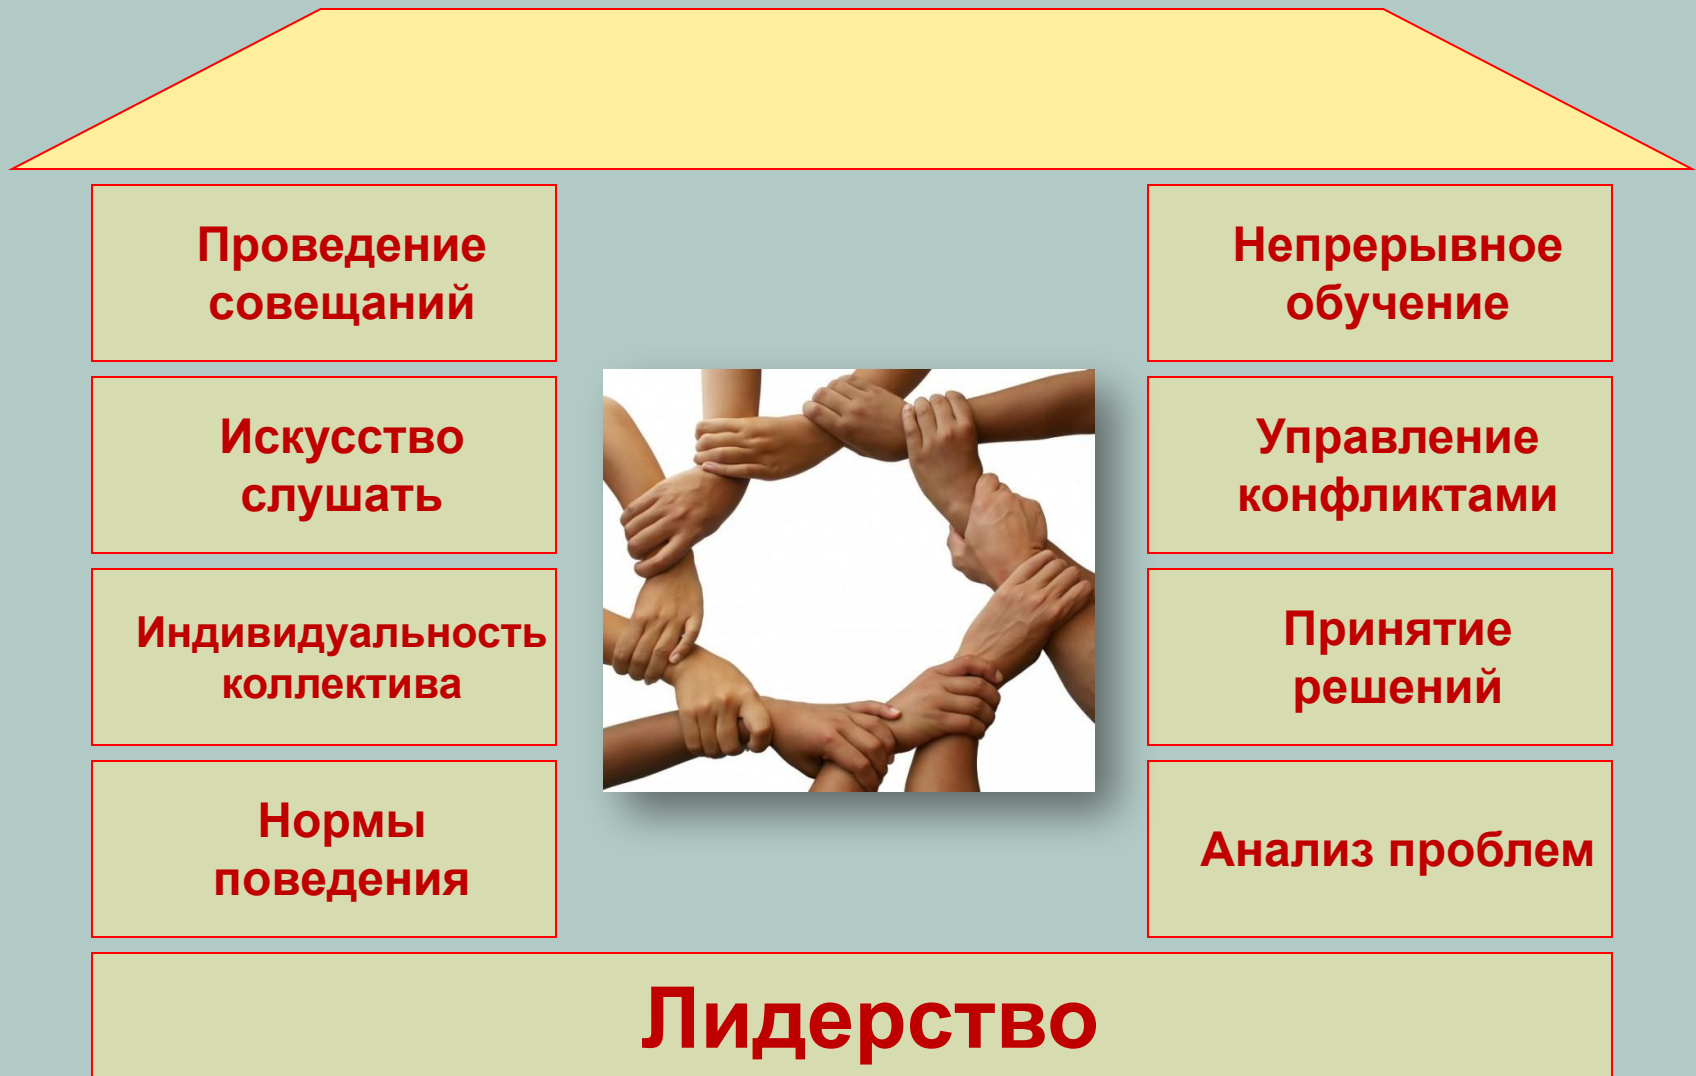 Проведение
совещаний
Искусство
слушать
Индивидуальность
коллектива
Нормы
поведения
Непрерывное
обучение
Управление
конфликтами
Принятие
решений
Анализ проблем
Лидерство